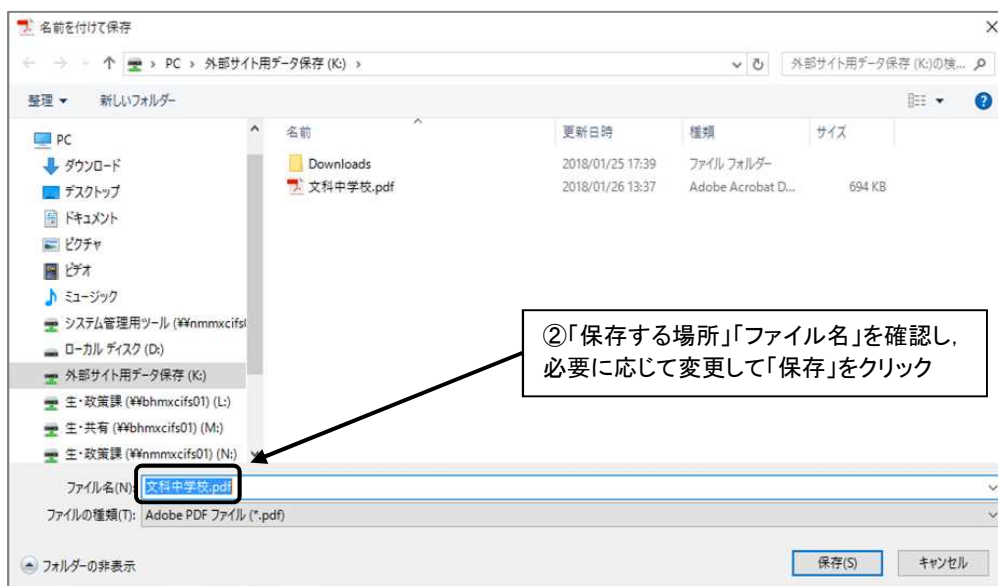 名前を付けて保存
PC › 外部サイト用データ保存 (K:) ›
外部サイト用データ保存 (K:)の検...
整理 新しいフォルダー
名前 更新日時 種類 サイズ
PC
ダウンロード
デスクトップ
ドキュメント
ピクチャ
ビデオ
ミュージック
システム管理用ツール (¥¥nmmxcifs
ローカル ディスク (D:)
外部サイト用データ保存 (K:)
生・政策課 (¥¥bhmxcifs01) (L:)
生・共有 (¥¥bhmxcifs01) (M:)
生・政策課 (¥¥nmmxcifs01) (N:)
Downloads 2018/01/25 17:39 ファイル フォルダー
文科中学校.pdf 2018/01/26 13:37 Adobe Acrobat D... 694 KB
②「保存する場所」「ファイル名」を確認し,
必要に応じて変更して「保存」をクリック
ファイル名(N): 文科中学校.pdf
ファイルの種類(T): Adobe PDF ファイル (*.pdf)
フォルダーの非表示
保存(S) キャンセル